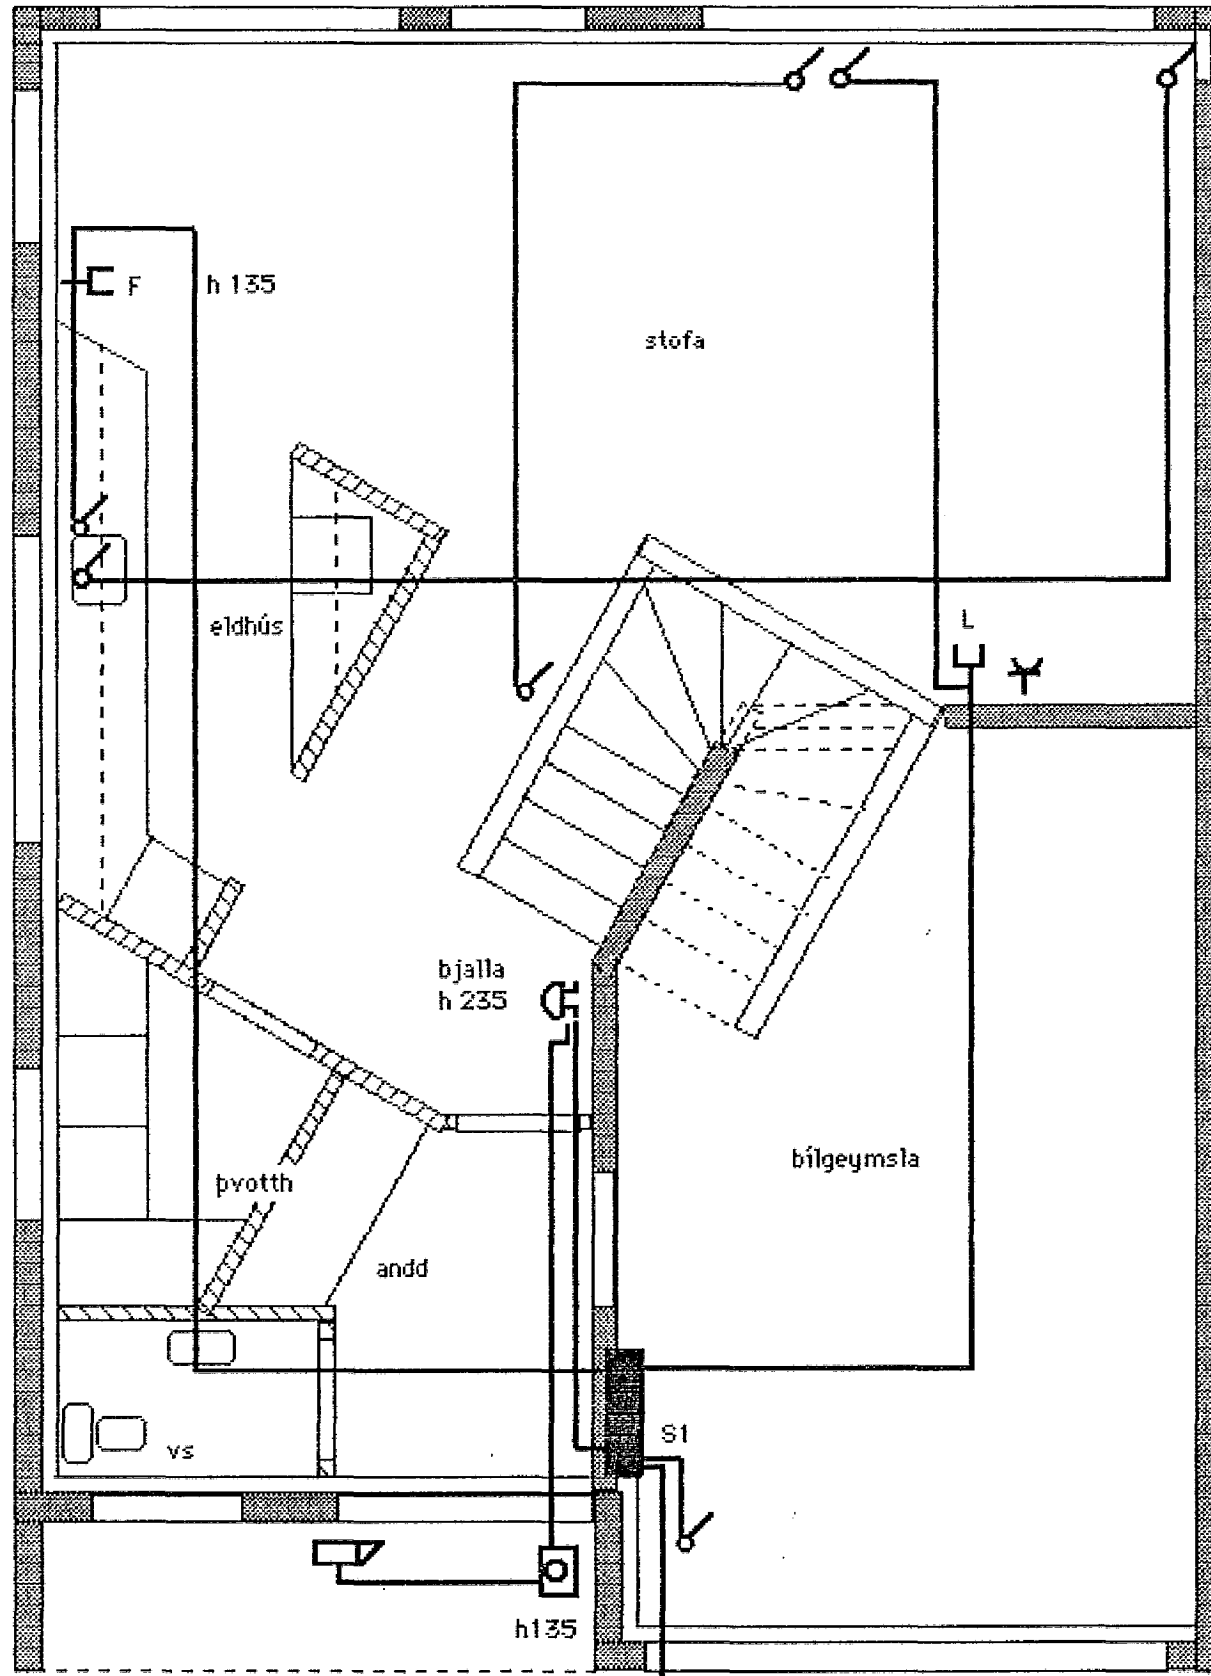 F
h 135
stofa
eldhús
L
bjalla
h 235
bílgeymsla
þvotth
andd
S1
vs
h135